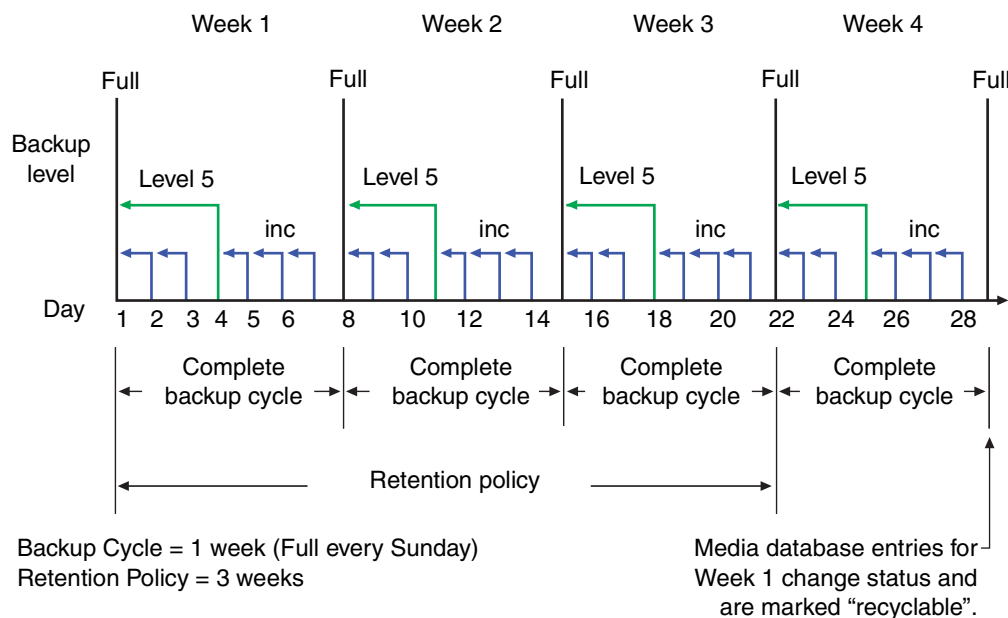 Week 1 Week 2 Week 3 Week 4
Full Full Full Full Full
Backup
level
Level 5 Level 5 Level 5 Level 5
inc inc inc inc
Day
1 2 3 4 5 6 8 10 12 14 16 18 20 22 24 26 28
Complete
backup cycle
Complete
backup cycle
Complete
backup cycle
Complete
backup cycle
Retention policy
Backup Cycle = 1 week (Full every Sunday)
Retention Policy = 3 weeks
Media database entries for
Week 1 change status and
are marked “recyclable”.